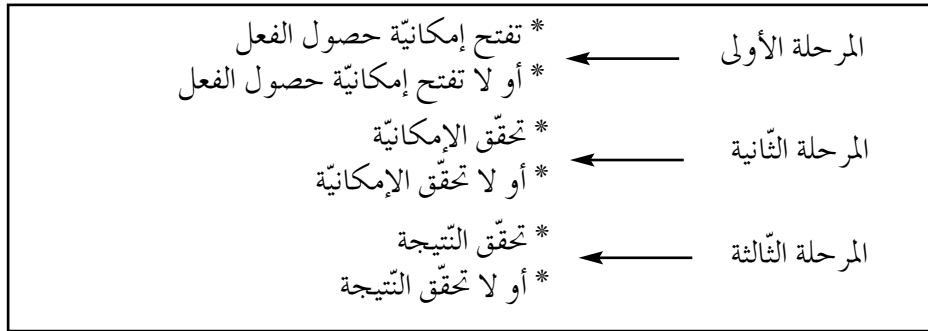 * تفتح إمكانيّة حصول الفعل
المرحلة الأولى
* أو لا تفتح إمكانيّة حصول الفعل
* تحقّق الإمكانيّة
المرحلة الثّانية
* أو لا تحقّق الإمكانيّة
* تحقّق النّتيجة
المرحلة الثّالثة
* أو لا تحقّق النّتيجة